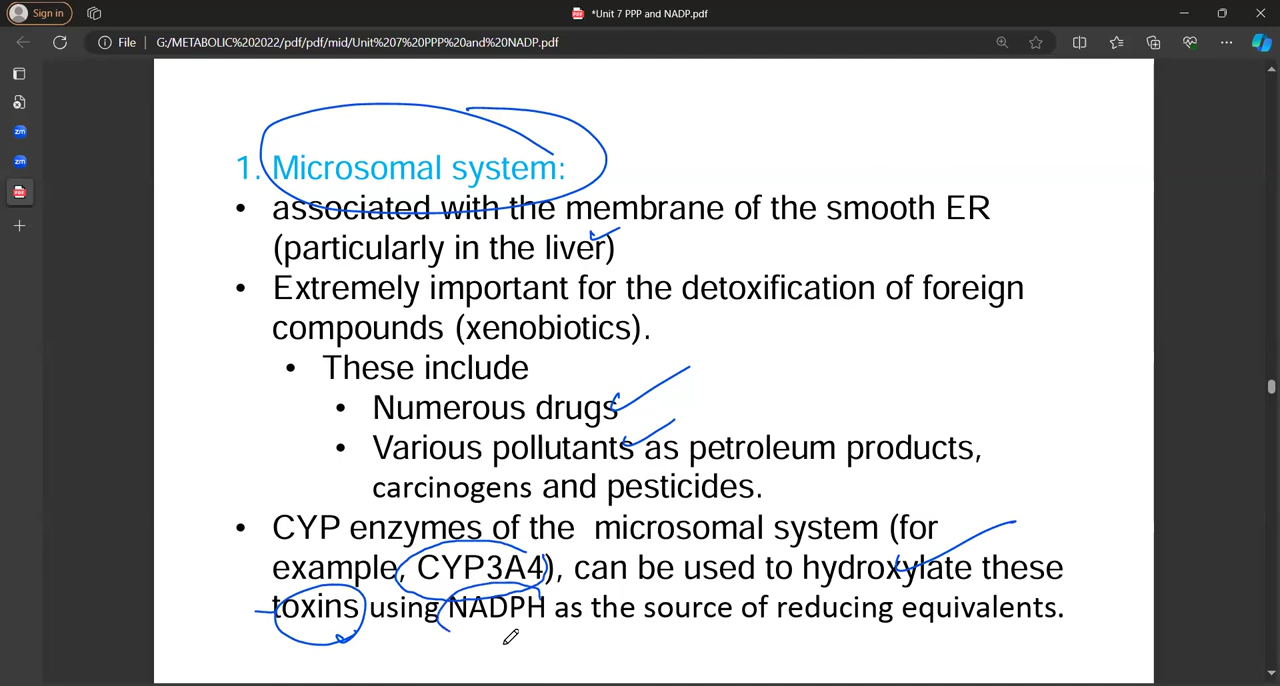 Sign in
*Unit 7 PPP and NADP.pdf
File
G:/METABOLIC%202022/pdf/pdf/mid/Unit%207%20PPP%20and%20NADP.pdf
zm
zm
PDF
1. Microsomal system:
• associated with the membrane of the smooth ER
(particularly in the liver)
• Extremely important for the detoxification of foreign
compounds (xenobiotics).
• These include
• Numerous drugs
• Various pollutants as petroleum products,
carcinogens and pesticides.
• CYP enzymes of the microsomal system (for
example, CYP3A4), can be used to hydroxylate these
toxins using NADPH as the source of reducing equivalents.